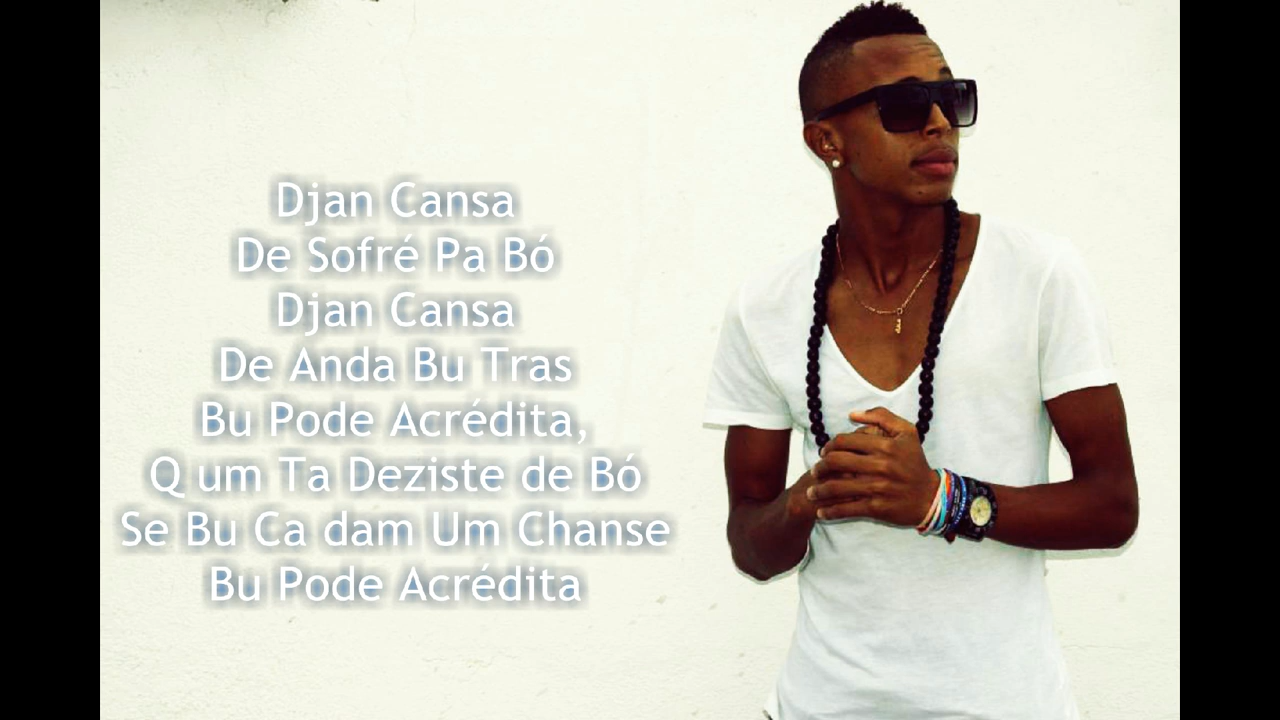 Djan Cansa
De Sofré Pa Bó
Djan Cansa
De Anda Bu Tras
Bu Pode Acrédita,
Q um Ta Deziste de Bó
Se Bu Ca dam Um Chanse
Bu Pode Acrédita